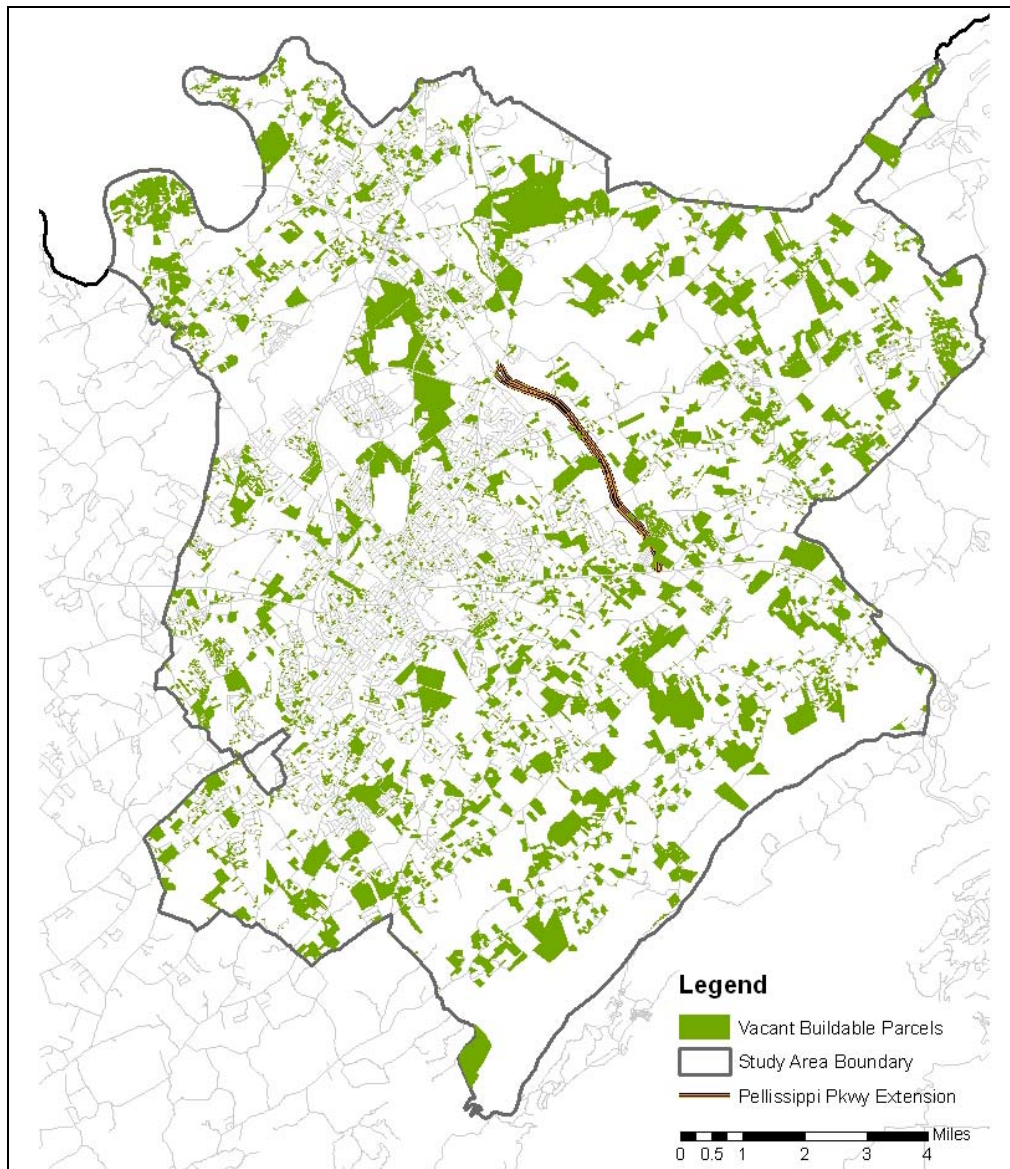 Legend
Vacant Buildable Parcels
Study Area Boundary
Pellissippi Pkwy Extension
Miles
0 0.5 1 2 3 4